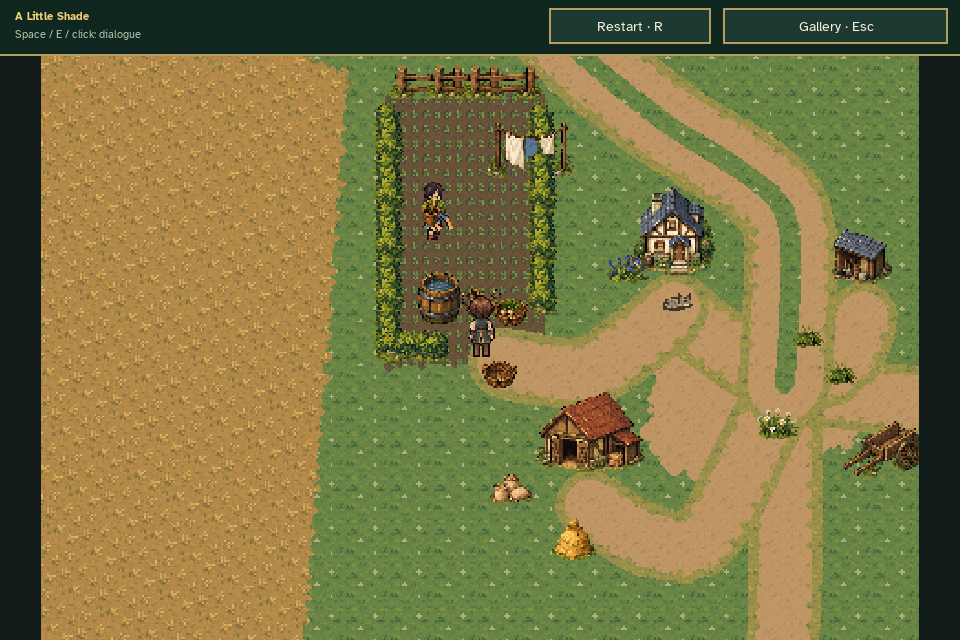 A Little Shade
Space / E / click: dialogue
Restart · R
Gallery · Esc